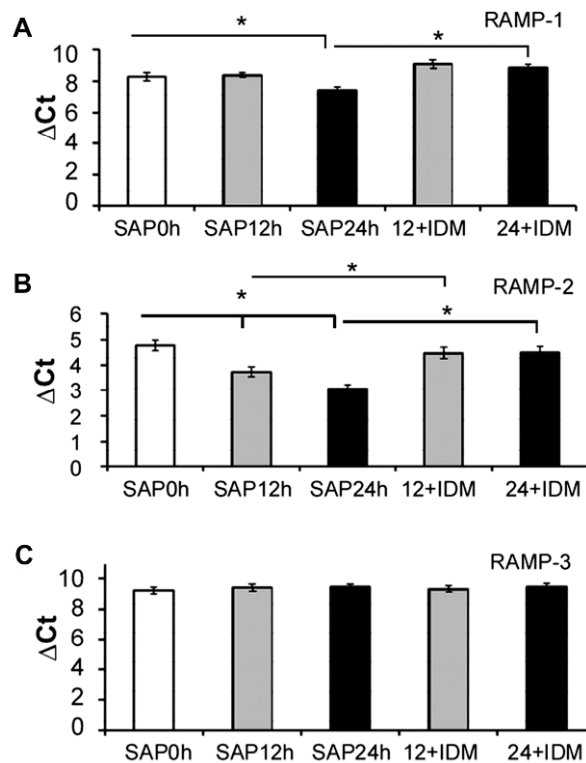 A
RAMP-1
*
*
ΔCt
10
8
6
4
2
0
SAP0h SAP12h SAP24h 12+IDM 24+IDM
B
RAMP-2
*
*
*
ΔCt
6
5
4
3
2
1
0
SAP0h SAP12h SAP24h 12+IDM 24+IDM
C
RAMP-3
ΔCt
10
8
6
4
2
0
SAP0h SAP12h SAP24h 12+IDM 24+IDM